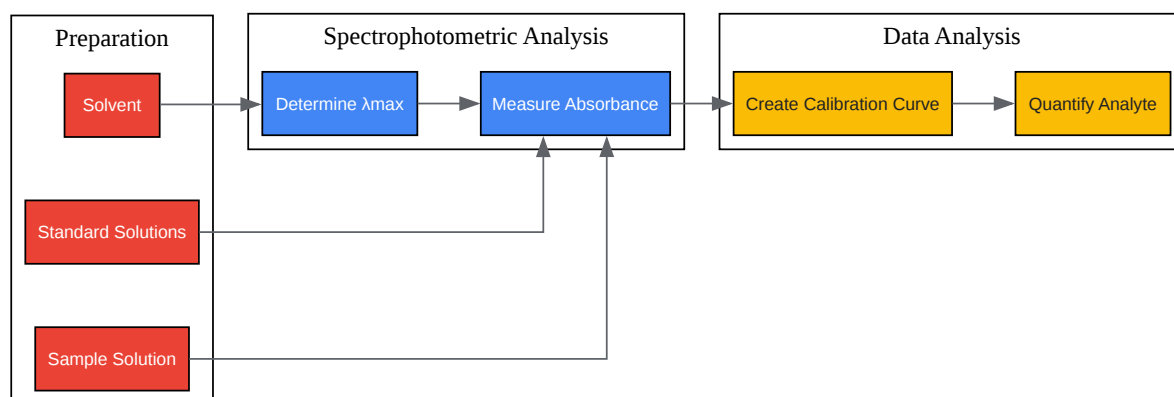 Preparation
Solvent
Standard Solutions
Sample Solution
Spectrophotometric Analysis
Determine λmax
Measure Absorbance
Data Analysis
Create Calibration Curve
Quantify Analyte